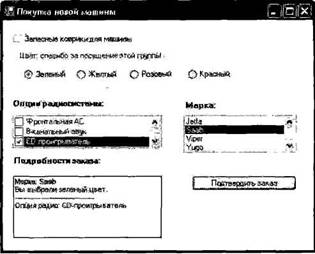 Покупка новой машины
Запасные коврики для машины
Цвет: спасибо за посещение этой группы
Зеленый Желтый Розовый Красный
Опции радиосистемы:
Марка:
Фронтальная АС
8-канальный звук
CD-проигрыватель
Jetta
Saab
Viper
Yugo
Подробности заказа:
Марка: Saab
Вы выбрали зеленый цвет.
Опции радио: CD-проигрыватель
Подтвердить заказ